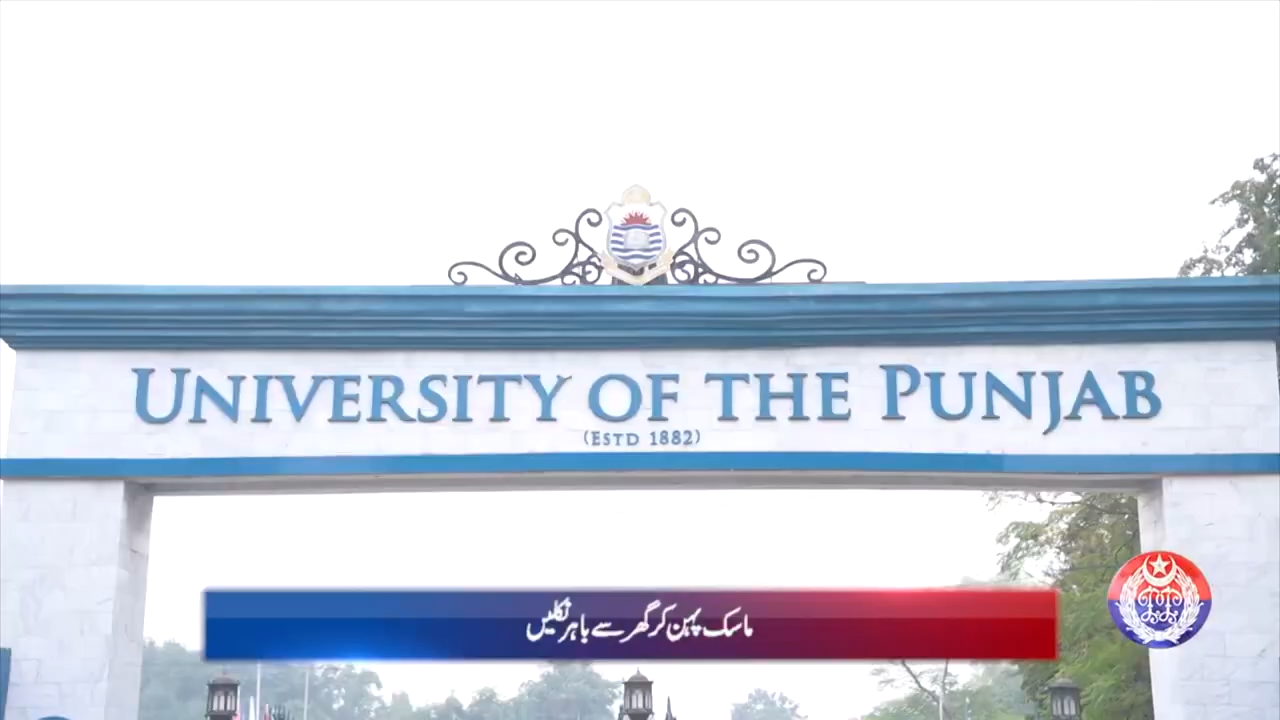 UNIVERSITY OF THE PUNJAB
(ESTD 1882)
ماسک پہن کر گھر سے باہر نکلیں